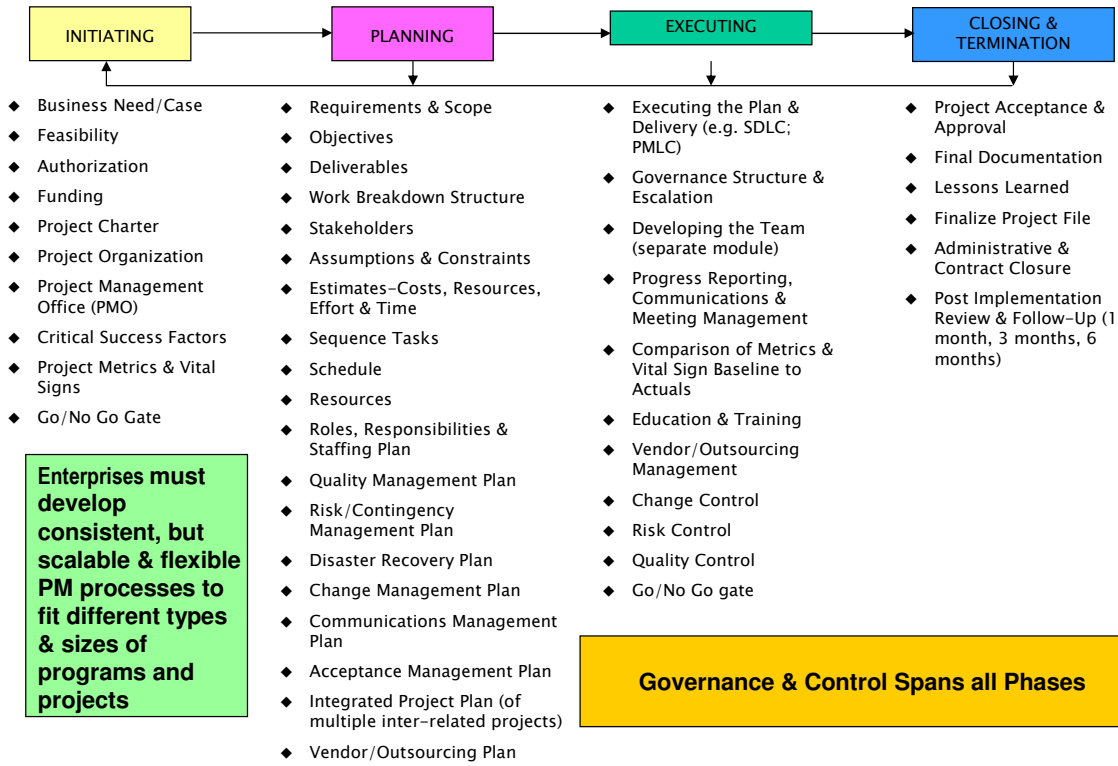 INITIATING
PLANNING
EXECUTING
CLOSING &
TERMINATION
◆ Business Need/Case
◆ Feasibility
◆ Authorization
◆ Funding
◆ Project Charter
◆ Project Organization
◆ Project Management
Office (PMO)
◆ Critical Success Factors
◆ Project Metrics & Vital
Signs
◆ Go/No Go Gate
Enterprises must
develop
consistent, but
scalable & flexible
PM processes to
fit different types
& sizes of
programs and
projects
◆ Requirements & Scope
◆ Objectives
◆ Deliverables
◆ Work Breakdown Structure
◆ Stakeholders
◆ Assumptions & Constraints
◆ Estimates-Costs, Resources,
Effort & Time
◆ Sequence Tasks
◆ Schedule
◆ Resources
◆ Roles, Responsibilities &
Staffing Plan
◆ Quality Management Plan
◆ Risk/Contingency
Management Plan
◆ Disaster Recovery Plan
◆ Change Management Plan
◆ Communications Management
Plan
◆ Acceptance Management Plan
◆ Integrated Project Plan (of
multiple inter-related projects)
◆ Vendor/Outsourcing Plan
◆ Executing the Plan &
Delivery (e.g. SDLC;
PMLC)
◆ Governance Structure &
Escalation
◆ Developing the Team
(separate module)
◆ Progress Reporting,
Communications &
Meeting Management
◆ Comparison of Metrics &
Vital Sign Baseline to
Actuals
◆ Education & Training
◆ Vendor/Outsourcing
Management
◆ Change Control
◆ Risk Control
◆ Quality Control
◆ Go/No Go gate
◆ Project Acceptance &
Approval
◆ Final Documentation
◆ Lessons Learned
◆ Finalize Project File
◆ Administrative &
Contract Closure
◆ Post Implementation
Review & Follow-Up (1
month, 3 months, 6
months)
Governance & Control Spans all Phases